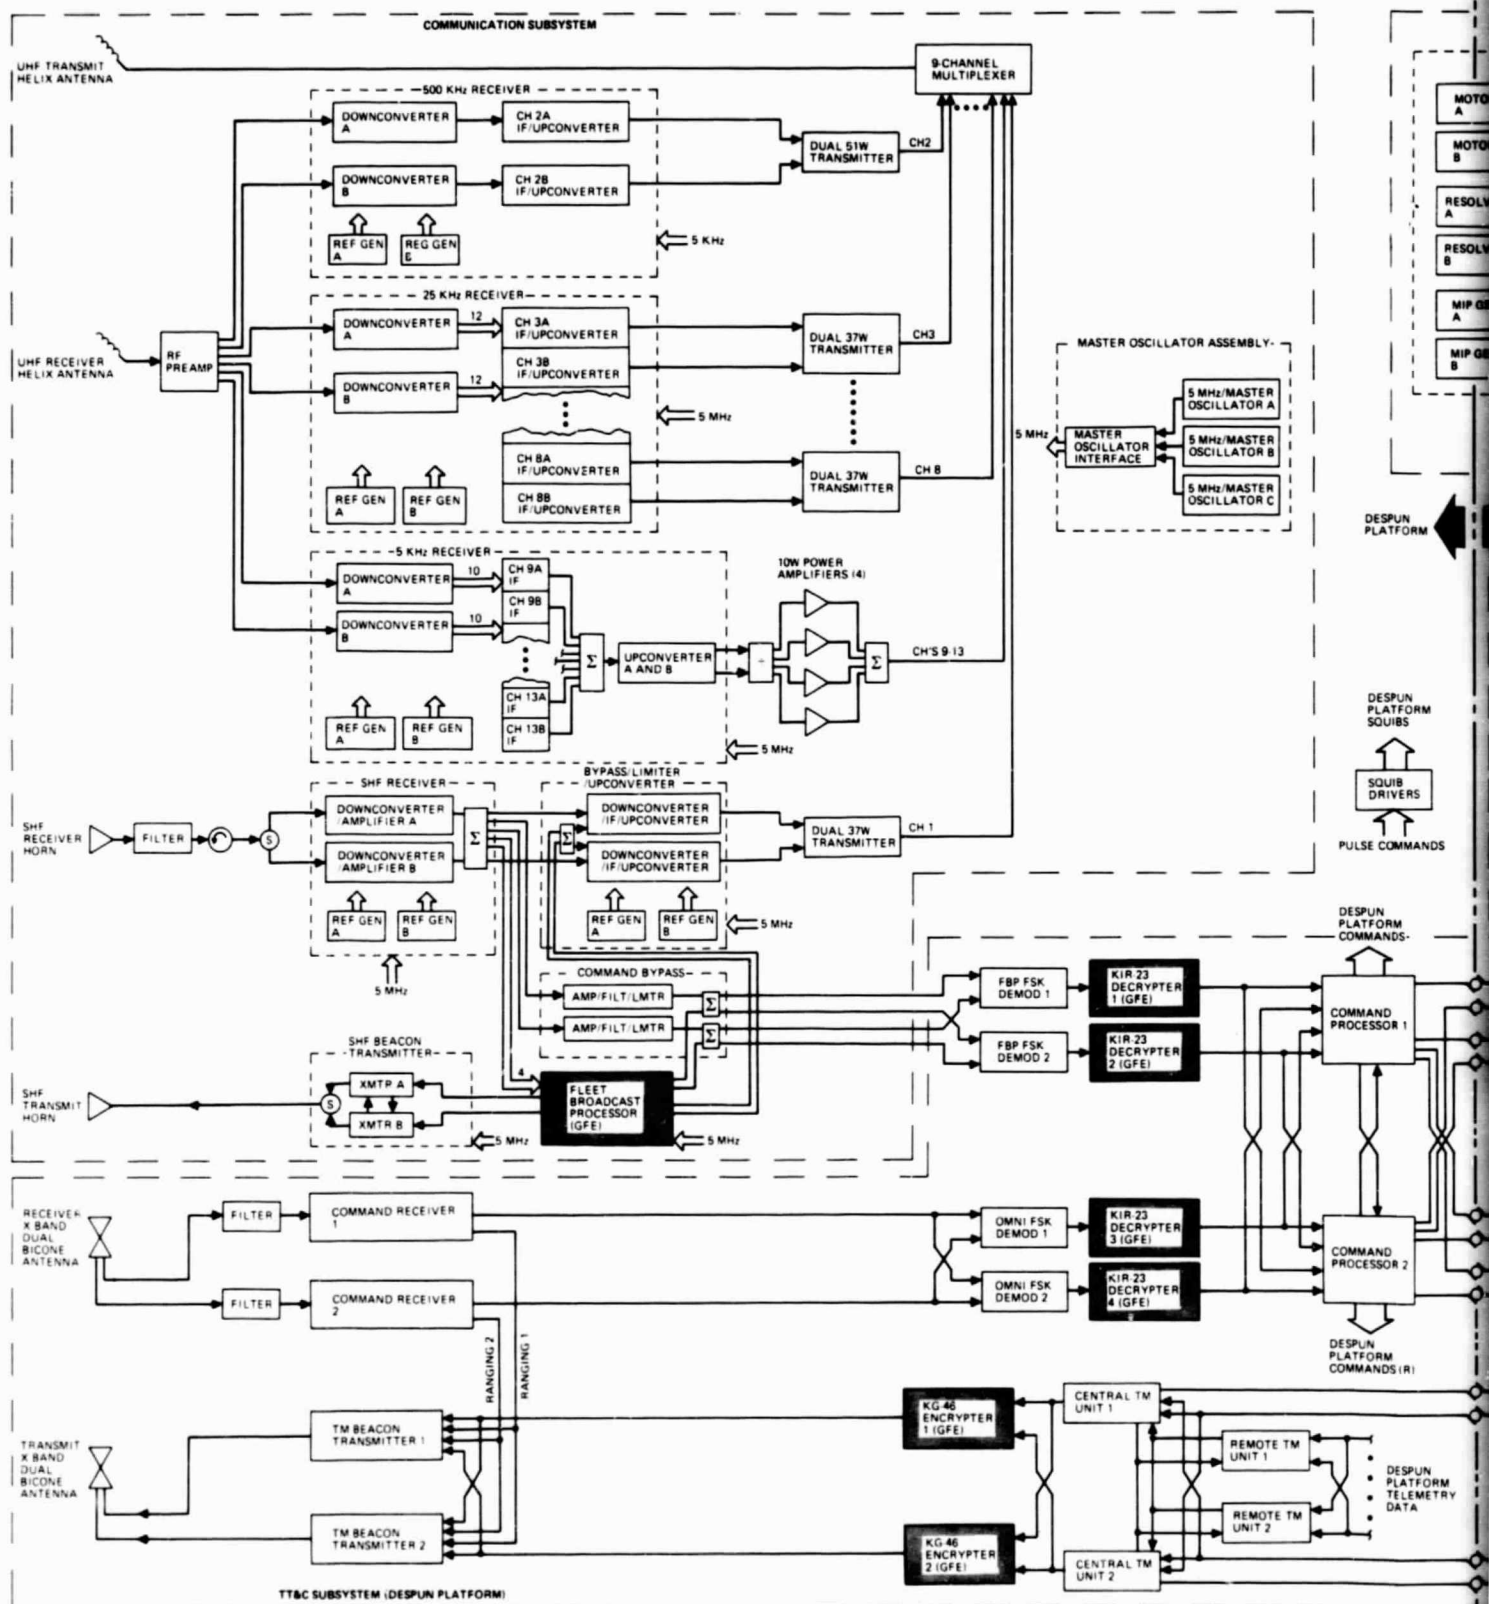 COMMUNICATION SUBSYSTEM
UHF TRANSMIT
HELIX ANTENNA
9-CHANNEL
MULTIPLEXER
500 KHz RECEIVER
DOWNCONVERTER
A
CH 2A
IF/UPCONVERTER
DUAL 51W
TRANSMITTER
CH2
DOWNCONVERTER
B
CH 2B
IF/UPCONVERTER
REF GEN
A
REG GEN
5 KHz
25 KHz RECEIVER
DOWNCONVERTER
A
12
CH 3A
IF/UPCONVERTER
CH 3B
IF/UPCONVERTER
DUAL 37W
TRANSMITTER
CH3
UHF RECEIVER
HELIX ANTENNA
RF
PREAMP
DOWNCONVERTER
B
12
5 MHz
CH 8A
IF/UPCONVERTER
CH 8B
IF/UPCONVERTER
DUAL 37W
TRANSMITTER
CH 8
REF GEN
A
REF GEN
B
MASTER OSCILLATOR ASSEMBLY
5 MHz/MASTER
OSCILLATOR A
5 MHz
MASTER
OSCILLATOR
INTERFACE
5 MHz/MASTER
OSCILLATOR B
5 MHz/MASTER
OSCILLATOR C
MOTO
A
MOTO
B
RESOLV
A
RESOLV
B
MIP GE
A
MIP GE
B
DESPUN
PLATFORM
5 KHz RECEIVER
DOWNCONVERTER
A
10
CH 9A
IF
CH 9B
IF
DOWNCONVERTER
B
10
Σ
UPCONVERTER
A AND B
÷
10W POWER
AMPLIFIERS (4)
Σ
CH'S 9-13
CH 13A
IF
CH 13B
IF
REF GEN
A
REF GEN
B
5 MHz
DESPUN
PLATFORM
SQUIBS
SQUIB
DRIVERS
PULSE COMMANDS
SHF RECEIVER
BYPASS/LIMITER
/UPCONVERTER
SHF
RECEIVER
HORN
FILTER
S
DOWNCONVERTER
/AMPLIFIER A
DOWNCONVERTER
/AMPLIFIER B
Σ
Σ
DOWNCONVERTER
/IF/UPCONVERTER
DOWNCONVERTER
/IF/UPCONVERTER
DUAL 37W
TRANSMITTER
CH 1
REF GEN
A
REF GEN
B
5 MHz
REF GEN
A
REF GEN
B
5 MHz
COMMAND BYPASS
AMP/FILT/LMTR
Σ
AMP/FILT/LMTR
Σ
FBP FSK
DEMOD 1
KIR-23
DECRYPTER
1 (GFE)
FBP FSK
DEMOD 2
KIR-23
DECRYPTER
2 (GFE)
DESPUN
PLATFORM
COMMANDS
COMMAND
PROCESSOR 1
SHF BEACON
TRANSMITTER
SHF
TRANSMIT
HORN
S
XMTR A
XMTR B
4
FLEET
BROADCAST
PROCESSOR
(GFE)
5 MHz
5 MHz
RECEIVER
X BAND
DUAL
BICONE
ANTENNA
FILTER
COMMAND RECEIVER
1
FILTER
COMMAND RECEIVER
2
OMNI FSK
DEMOD 1
KIR-23
DECRYPTER
3 (GFE)
OMNI FSK
DEMOD 2
KIR-23
DECRYPTER
4 (GFE)
COMMAND
PROCESSOR 2
DESPUN
PLATFORM
COMMANDS (R)
RANGING 2
RANGING 1
TRANSMIT
X BAND
DUAL
BICONE
ANTENNA
TM BEACON
TRANSMITTER 1
TM BEACON
TRANSMITTER 2
KG-46
ENCRYPTER
1 (GFE)
KG-46
ENCRYPTER
2 (GFE)
CENTRAL TM
UNIT 1
REMOTE TM
UNIT 1
REMOTE TM
UNIT 2
CENTRAL TM
UNIT 2
DESPUN
PLATFORM
TELEMETRY
DATA
TT&C SUBSYSTEM (DESPUN PLATFORM)